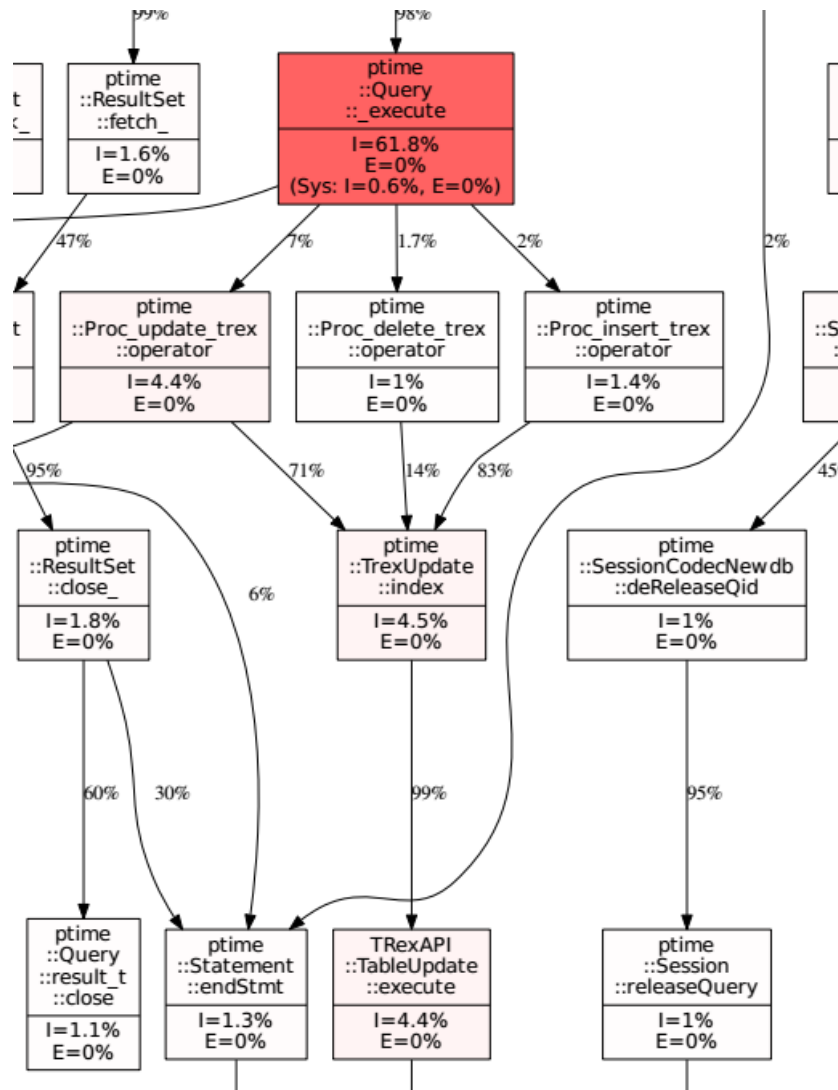 99%
98%
ptime
::ResultSet
::fetch_
I=1.6%
E=0%
ptime
::Query
::_execute
I=61.8%
E=0%
(Sys: I=0.6%, E=0%)
t
k_
47%
7%
1.7%
2%
2%
t
ptime
::Proc_update_trex
::operator
I=4.4%
E=0%
ptime
::Proc_delete_trex
::operator
I=1%
E=0%
ptime
::Proc_insert_trex
::operator
I=1.4%
E=0%
::S
:
95%
71%
14%
83%
45
ptime
::ResultSet
::close_
I=1.8%
E=0%
6%
ptime
::TrexUpdate
::index
I=4.5%
E=0%
ptime
::SessionCodecNewdb
::deReleaseQid
I=1%
E=0%
60%
30%
99%
95%
ptime
::Query
::result_t
::close
I=1.1%
E=0%
ptime
::Statement
::endStmt
I=1.3%
E=0%
TRexAPI
::TableUpdate
::execute
I=4.4%
E=0%
ptime
::Session
::releaseQuery
I=1%
E=0%